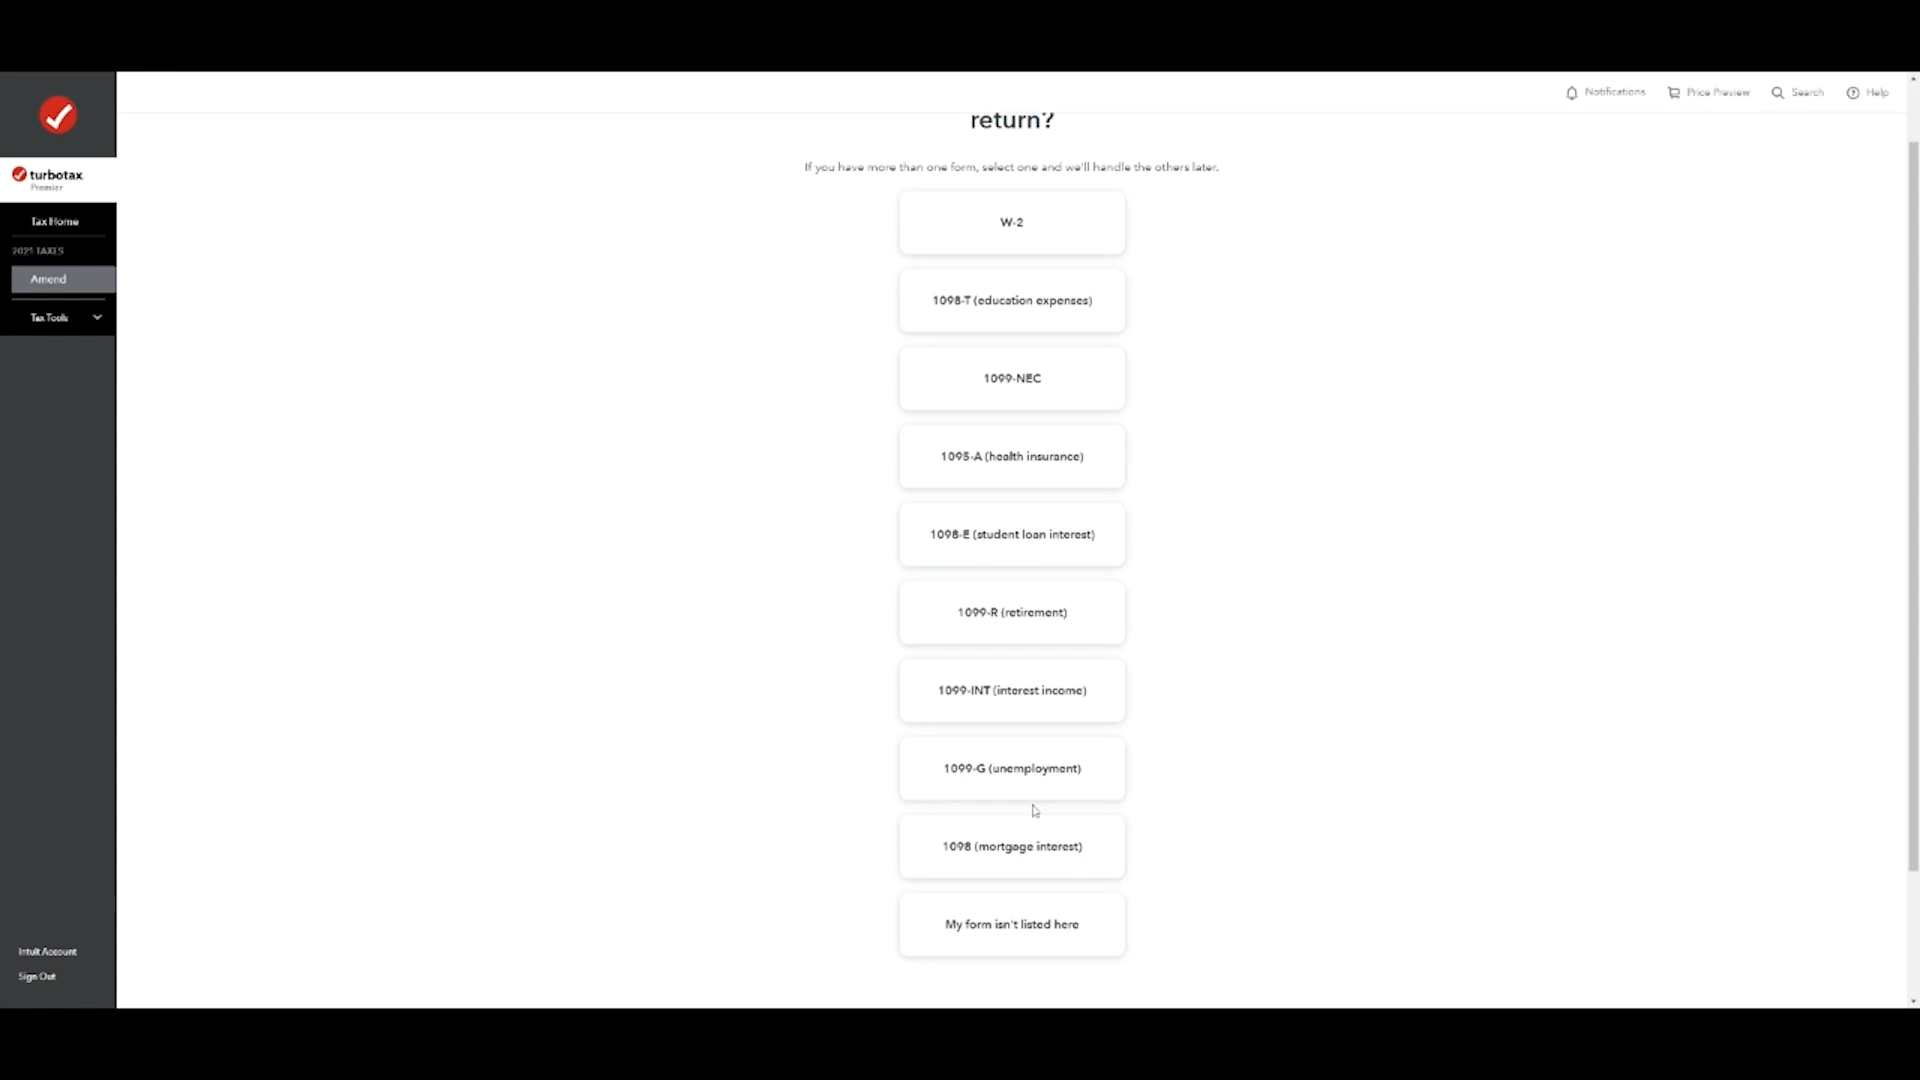 Notifications
Price Preview
Search
Help
turbotax
Premier
Tax Home
2021 TAXES
Amend
Tax Tools
Intuit Account
Sign Out
return?
If you have more than one form, select one and we'll handle the others later.
W-2
1098-T (education expenses)
1099-NEC
1095-A (health insurance)
1098-E (student loan interest)
1099-R (retirement)
1099-INT (interest income)
1099-G (unemployment)
1098 (mortgage interest)
My form isn't listed here